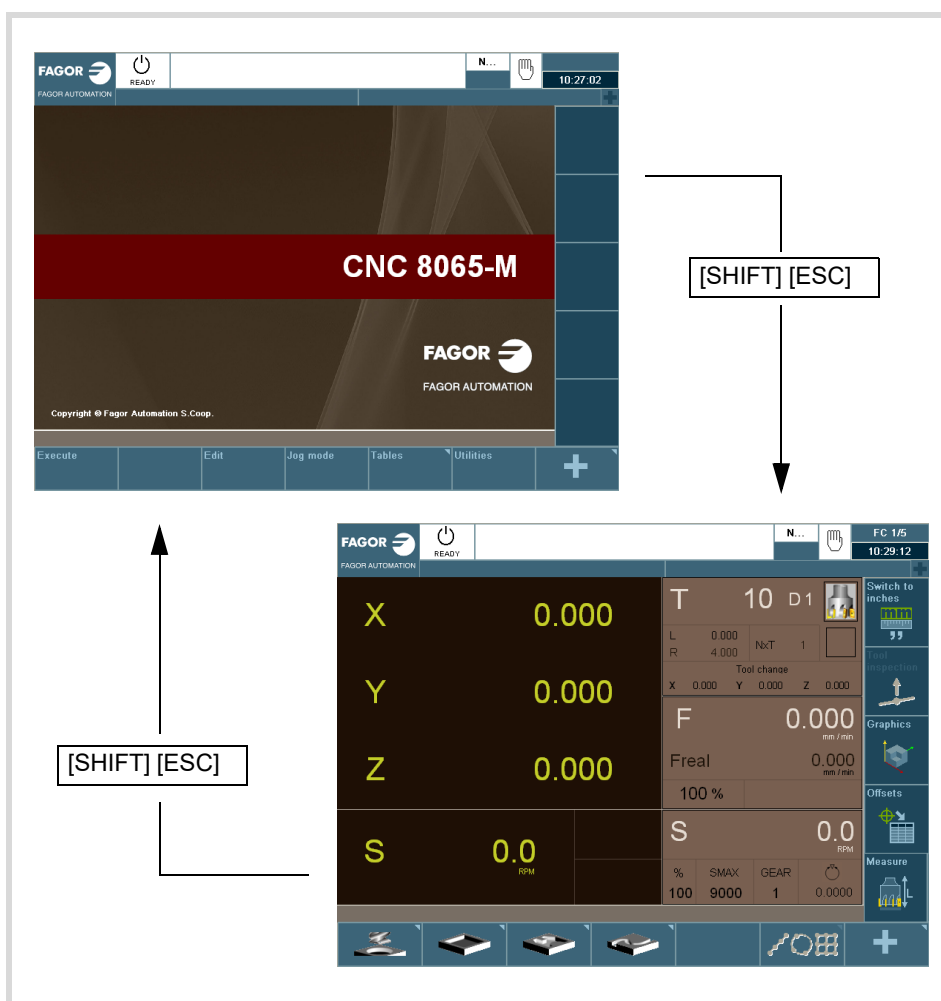 FAGOR
READY
N...
10:27:02
FAGOR AUTOMATION
CNC 8065-M
FAGOR
FAGOR AUTOMATION
Copyright © Fagor Automation S.Coop.
Execute Edit Jog mode Tables Utilities
[SHIFT] [ESC]
[SHIFT] [ESC]
FAGOR
READY
N...
FC 1/5
10:29:12
FAGOR AUTOMATION
X 0.000
Y 0.000
Z 0.000
S 0.0
RPM
T 10 D 1
L 0.000
R 4.000
NxT 1
Tool change
X 0.000 Y 0.000 Z 0.000
F 0.000
mm / min
Freal 0.000
mm / min
100 %
S 0.0
RPM
% SMAX GEAR
100 9000 1 0.0000
Switch to
inches
Tool
inspection
Graphics
Offsets
Measure
L